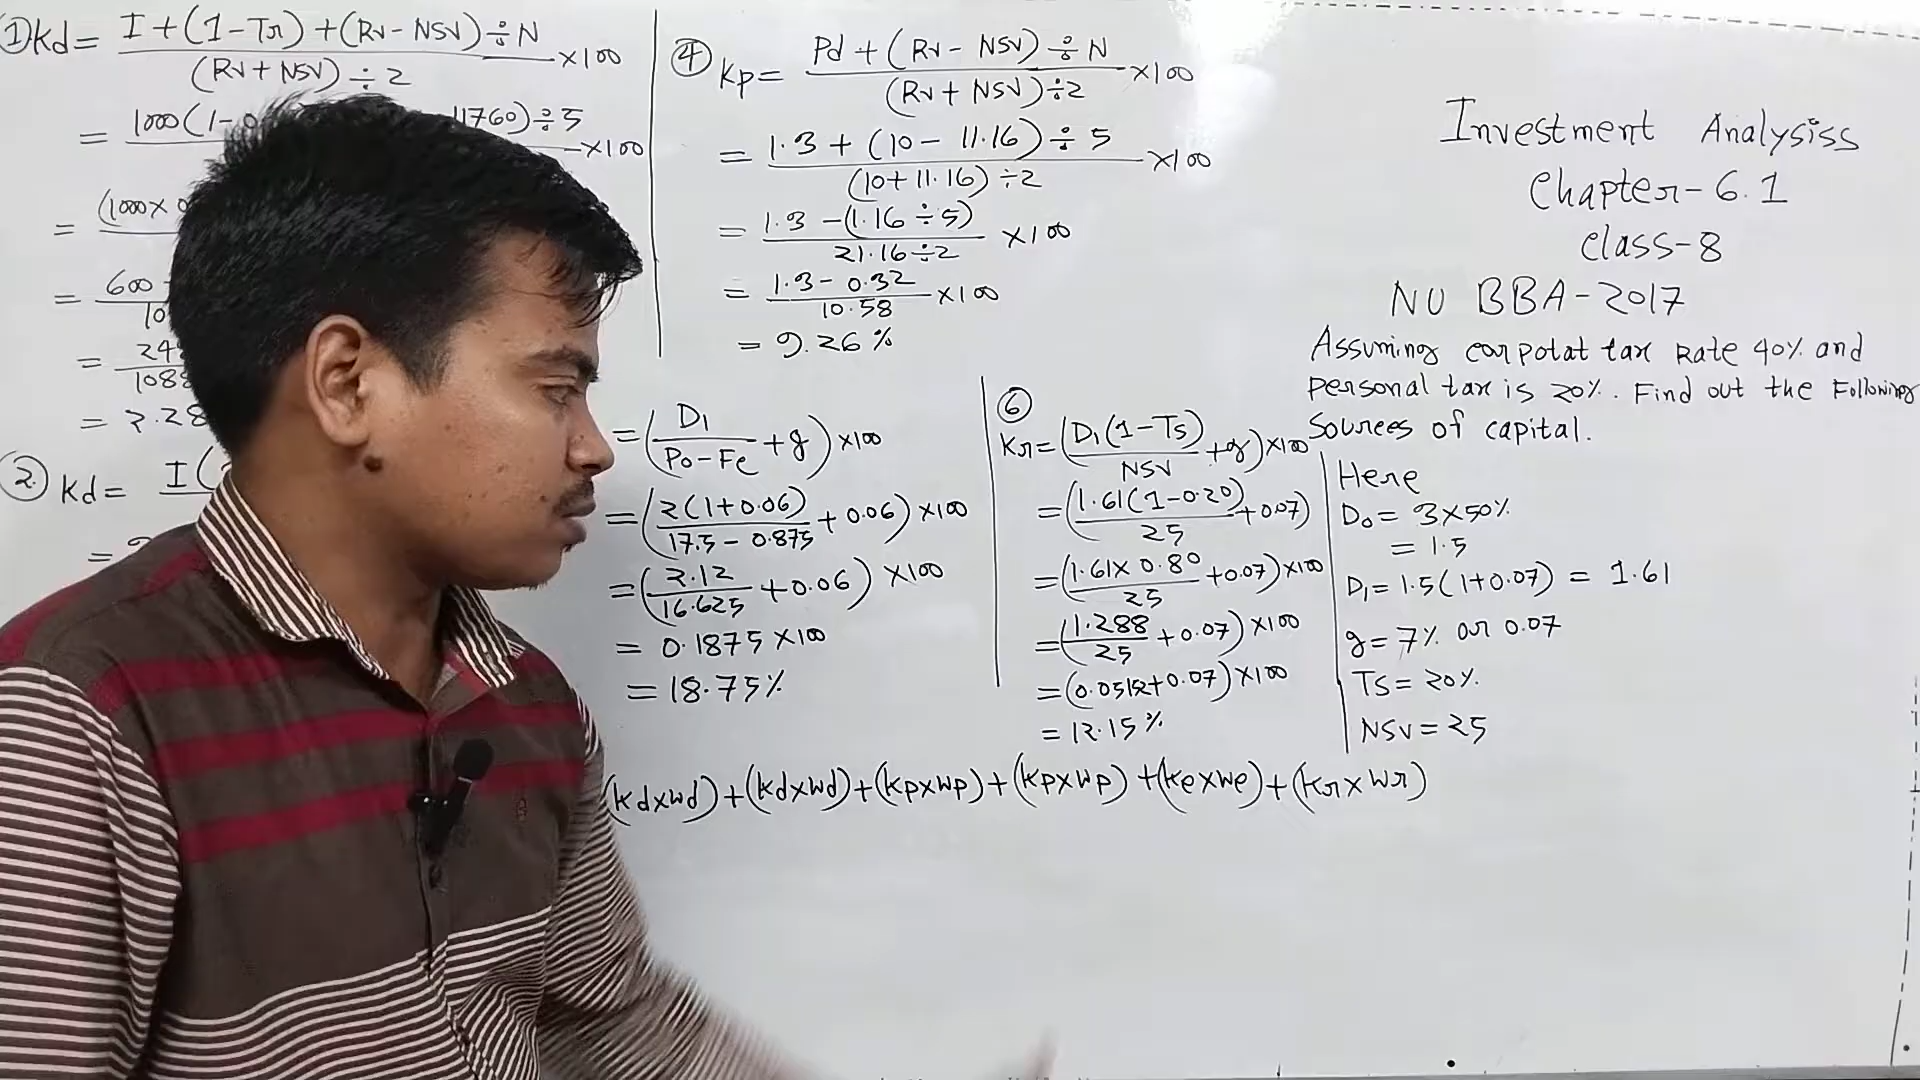 ① Kd = I + (1 - Tr) + (Rv - NSV) ÷ N / (Rv + NSV) ÷ 2 × 100
= 1000(1 - 0 1760) ÷ 5 × 100
= (1000 × 0
= 600
= 24 / 108
= 2.28
② Kd = I(
=
④ Kp = Pd + (Rv - NSV) ÷ N / (Rv + NSV) ÷ 2 × 100
= 1.3 + (10 - 11.16) ÷ 5 / (10 + 11.16) ÷ 2 × 100
= 1.3 - (1.16 ÷ 5) / 21.16 ÷ 2 × 100
= 1.3 - 0.32 / 10.58 × 100
= 9.26 %
= (D1 / Po - Fc + g) × 100
= (2(1 + 0.06) / 17.5 - 0.875 + 0.06) × 100
= (2.12 / 16.625 + 0.06) × 100
= 0.1875 × 100
= 18.75%
⑥
Kr = (D1(1 - Ts) / NSV + g) × 100
= (1.61(1 - 0.20) / 25 + 0.07)
= (1.61 × 0.80 / 25 + 0.07) × 100
= (1.288 / 25 + 0.07) × 100
= (0.0515 + 0.07) × 100
= 12.15 %
(Kd×wd) + (Kd×wd) + (Kp×wp) + (Kp×wp) + (Ke×we) + (Kr×Wr)
Investment Analysiss
Chapter-6.1
Class-8
NU BBA-2017
Assuming corpotat tax Rate 40% and
personal tax is 20%. Find out the Following
Sources of capital.
Here
Do = 3×50%
= 1.5
D1 = 1.5(1+0.07) = 1.61
g = 7% or 0.07
Ts = 20%.
NSV = 25